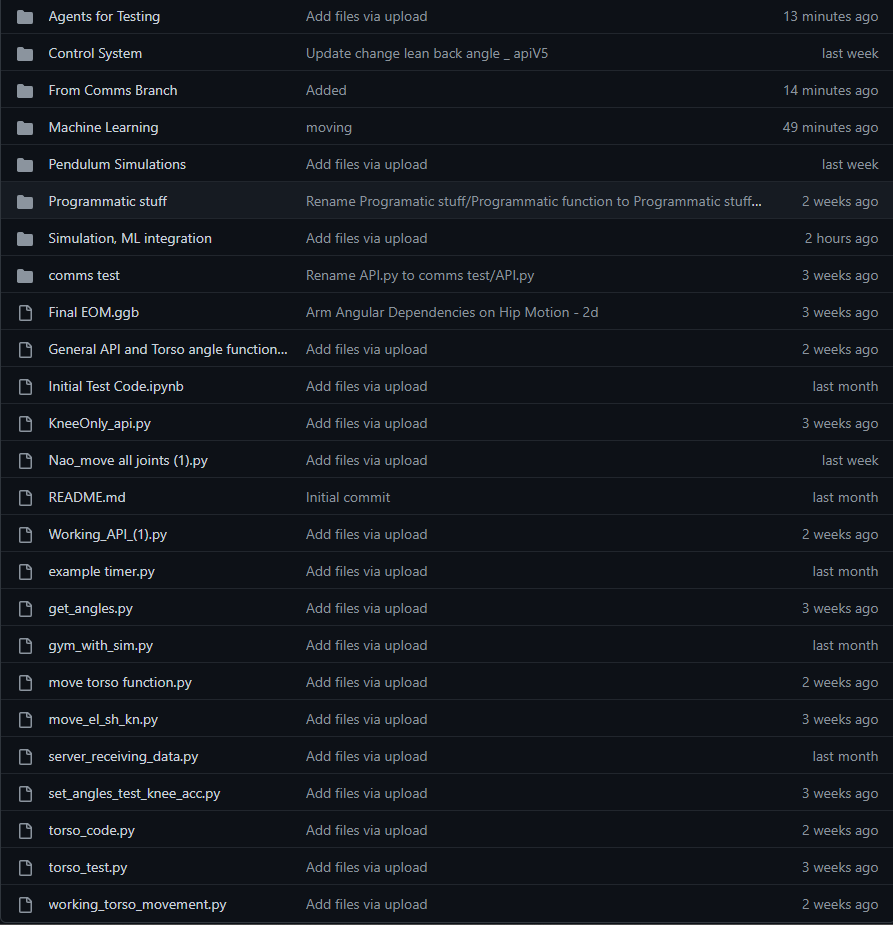 Agents for Testing Add files via upload 13 minutes ago
Control System Update change lean back angle _ apiV5 last week
From Comms Branch Added 14 minutes ago
Machine Learning moving 49 minutes ago
Pendulum Simulations Add files via upload last week
Programmatic stuff Rename Programatic stuff/Programmatic function to Programmatic stuff... 2 weeks ago
Simulation, ML integration Add files via upload 2 hours ago
comms test Rename API.py to comms test/API.py 3 weeks ago
Final EOM.ggb Arm Angular Dependencies on Hip Motion - 2d 3 weeks ago
General API and Torso angle function... Add files via upload 2 weeks ago
Initial Test Code.ipynb Add files via upload last month
KneeOnly_api.py Add files via upload 3 weeks ago
Nao_move all joints (1).py Add files via upload last week
README.md Initial commit last month
Working_API_(1).py Add files via upload 2 weeks ago
example timer.py Add files via upload last month
get_angles.py Add files via upload 3 weeks ago
gym_with_sim.py Add files via upload last month
move torso function.py Add files via upload 2 weeks ago
move_el_sh_kn.py Add files via upload 3 weeks ago
server_receiving_data.py Add files via upload last month
set_angles_test_knee_acc.py Add files via upload 3 weeks ago
torso_code.py Add files via upload 2 weeks ago
torso_test.py Add files via upload 3 weeks ago
working_torso_movement.py Add files via upload 2 weeks ago